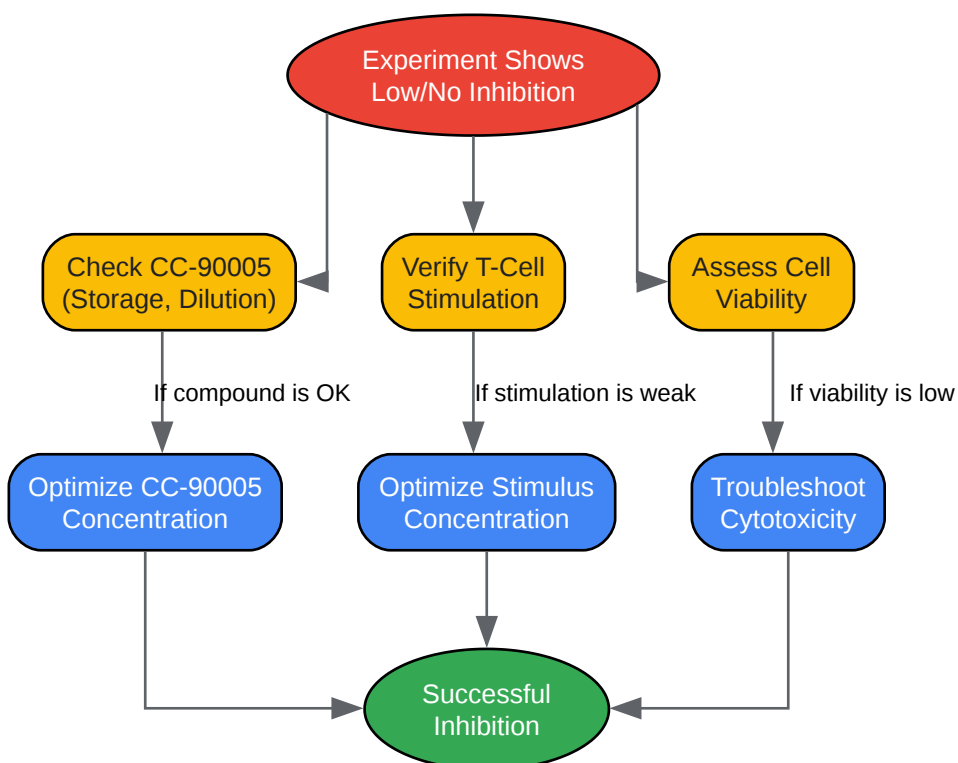 Experiment Shows
Low/No Inhibition
Check CC-90005
(Storage, Dilution)
Verify T-Cell
Stimulation
Assess Cell
Viability
If compound is OK
If stimulation is weak
If viability is low
Optimize CC-90005
Concentration
Optimize Stimulus
Concentration
Troubleshoot
Cytotoxicity
Successful
Inhibition